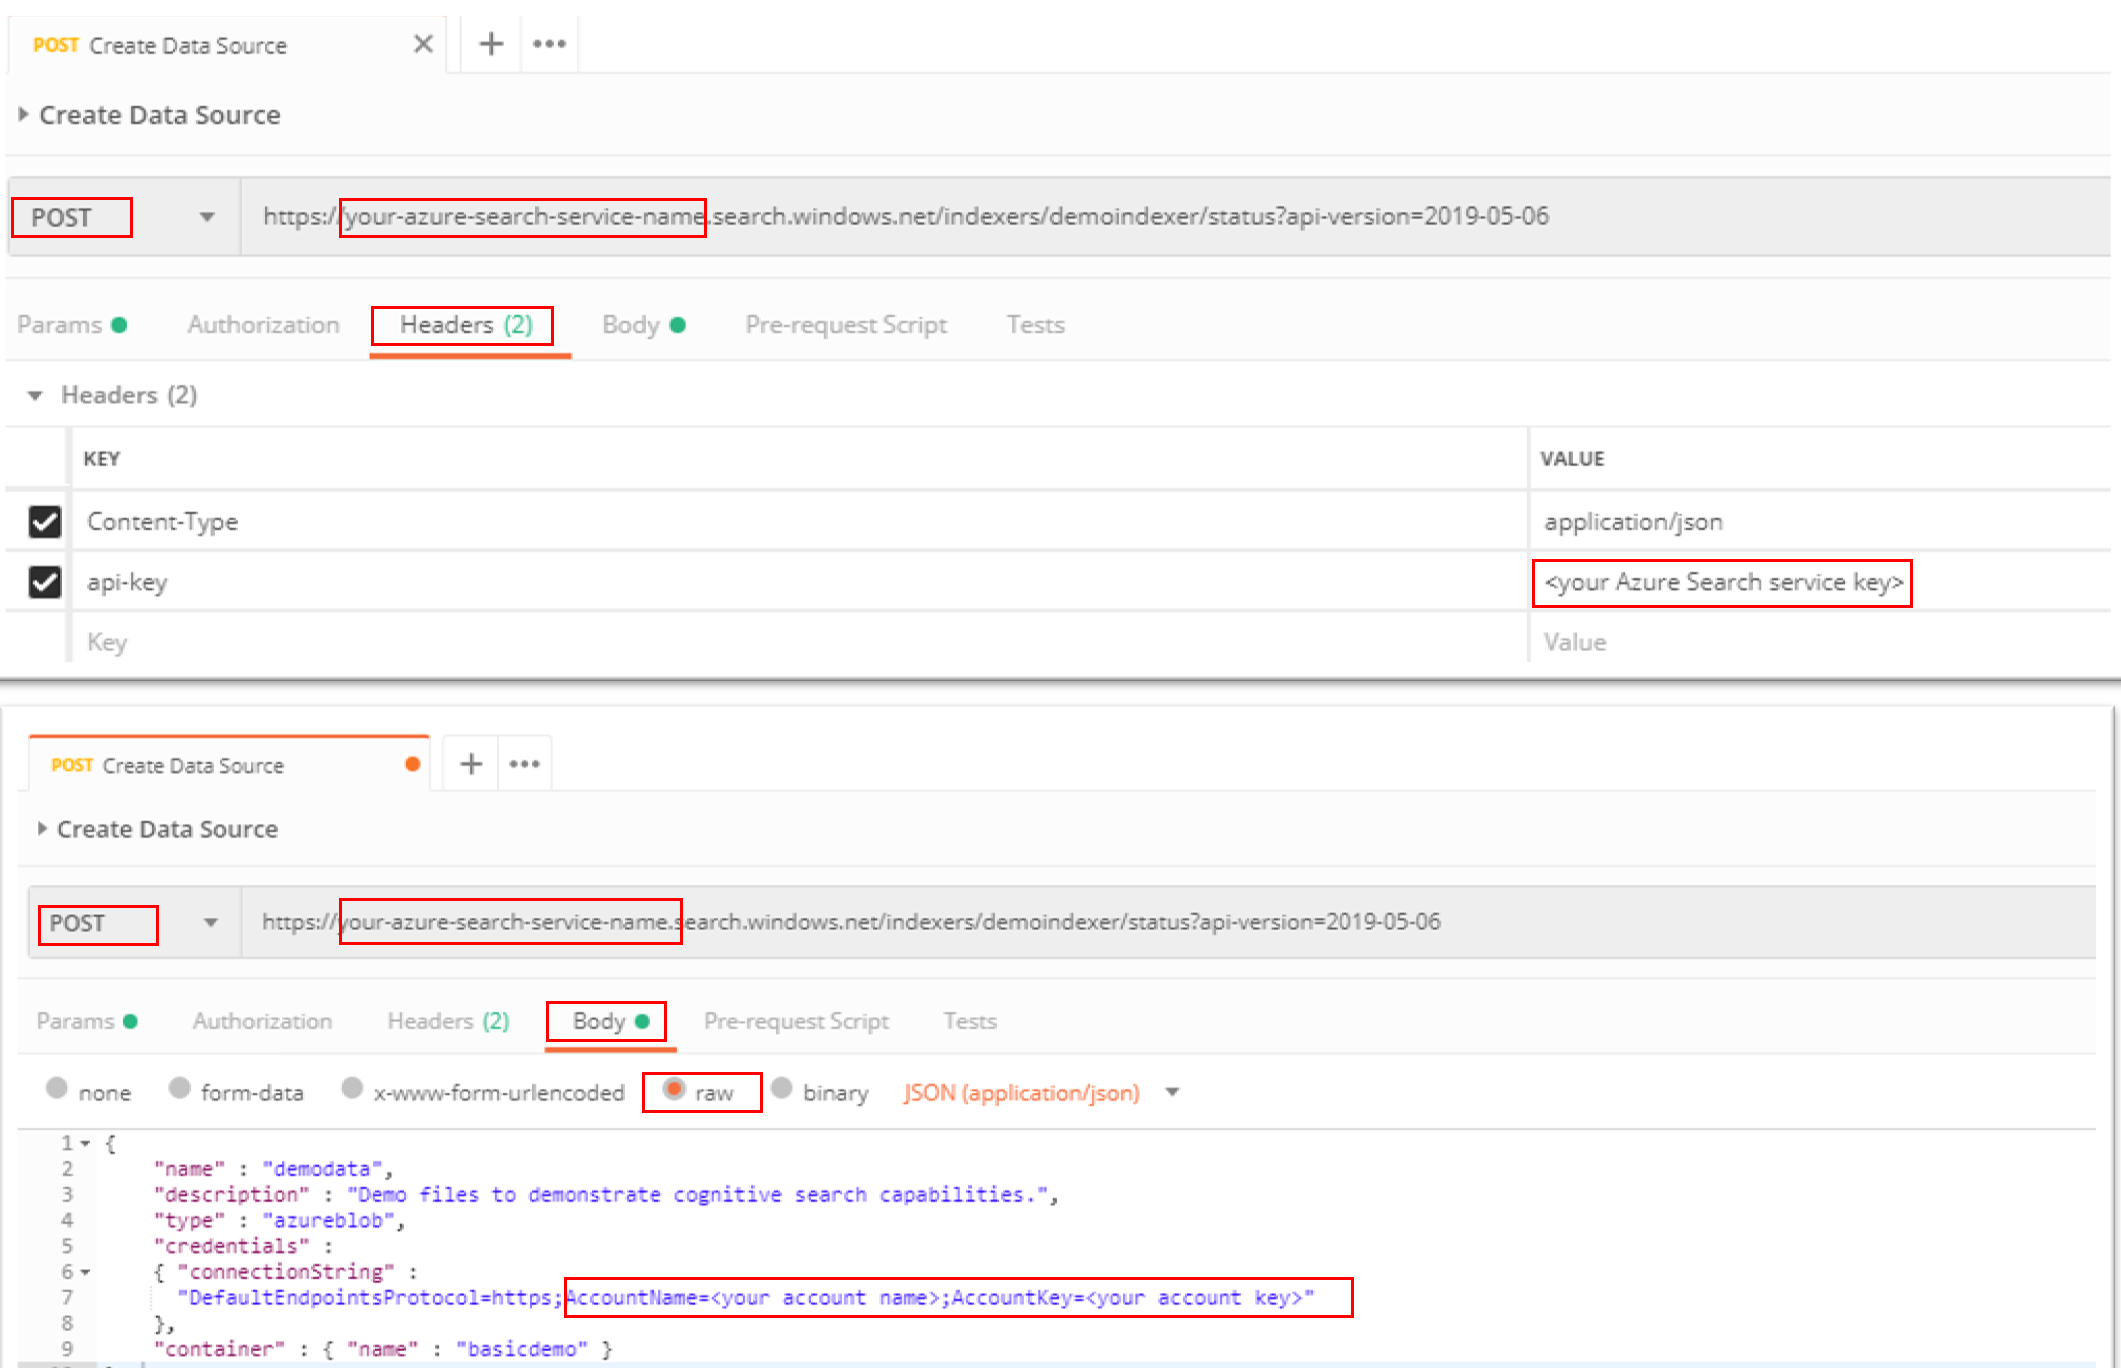 POST Create Data Source
Create Data Source
POST https://your-azure-search-service-name.search.windows.net/indexers/demoindexer/status?api-version=2019-05-06
Params Authorization Headers (2) Body Pre-request Script Tests
Headers (2)
KEY VALUE
Content-Type application/json
api-key <your Azure Search service key>
Key Value
POST Create Data Source
Create Data Source
POST https://your-azure-search-service-name.search.windows.net/indexers/demoindexer/status?api-version=2019-05-06
Params Authorization Headers (2) Body Pre-request Script Tests
none form-data x-www-form-urlencoded raw binary JSON (application/json)
1 {
2 "name" : "demodata",
3 "description" : "Demo files to demonstrate cognitive search capabilities.",
4 "type" : "azureblob",
5 "credentials" :
6 { "connectionString" :
7 "DefaultEndpointsProtocol=https;AccountName=<your account name>;AccountKey=<your account key>"
8 },
9 "container" : { "name" : "basicdemo" }